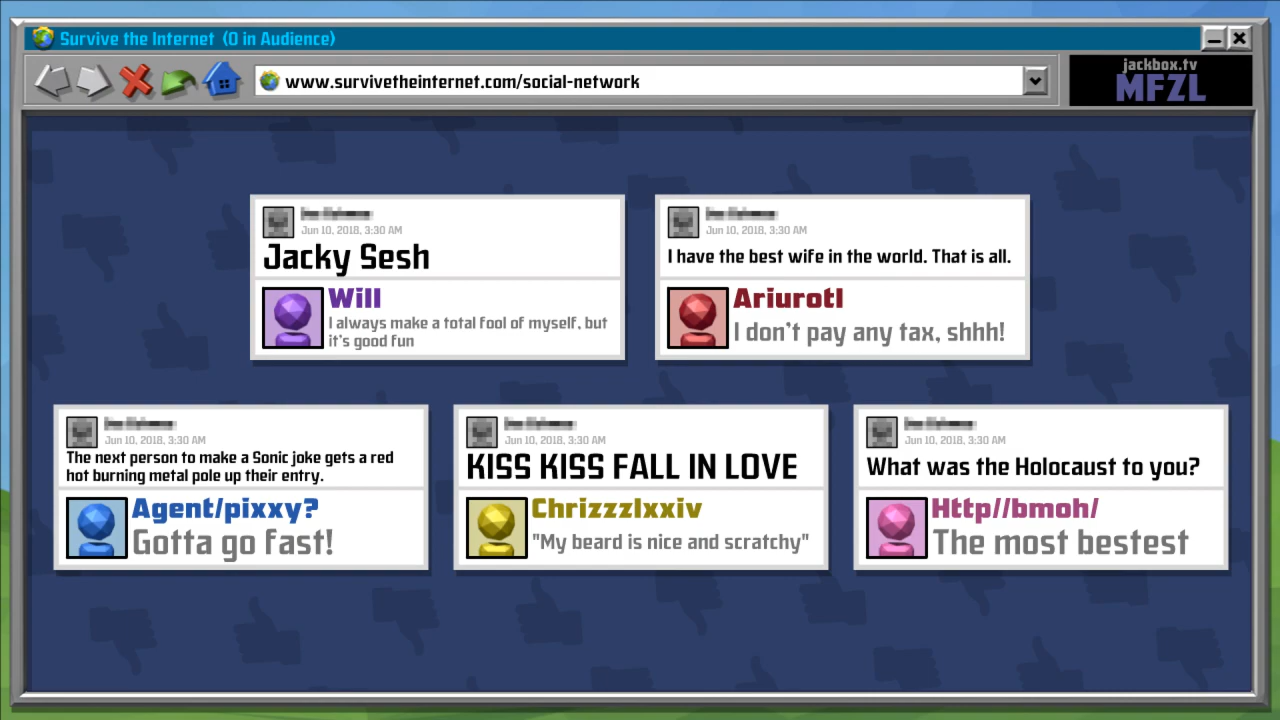 Survive the Internet (0 in Audience)
www.survivetheinternet.com/social-network
jackbox.tv
MFZL
Jun 10, 2018, 3:30 AM
Jacky Sesh
Will
I always make a total fool of myself, but
it's good fun
Jun 10, 2018, 3:30 AM
I have the best wife in the world. That is all.
Ariurotl
I don't pay any tax, shhh!
Jun 10, 2018, 3:30 AM
The next person to make a Sonic joke gets a red
hot burning metal pole up their entry.
Agent/pixxy?
Gotta go fast!
Jun 10, 2018, 3:30 AM
KISS KISS FALL IN LOVE
Chrizzzlxxiv
"My beard is nice and scratchy"
Jun 10, 2018, 3:30 AM
What was the Holocaust to you?
Http//bmoh/
The most bestest